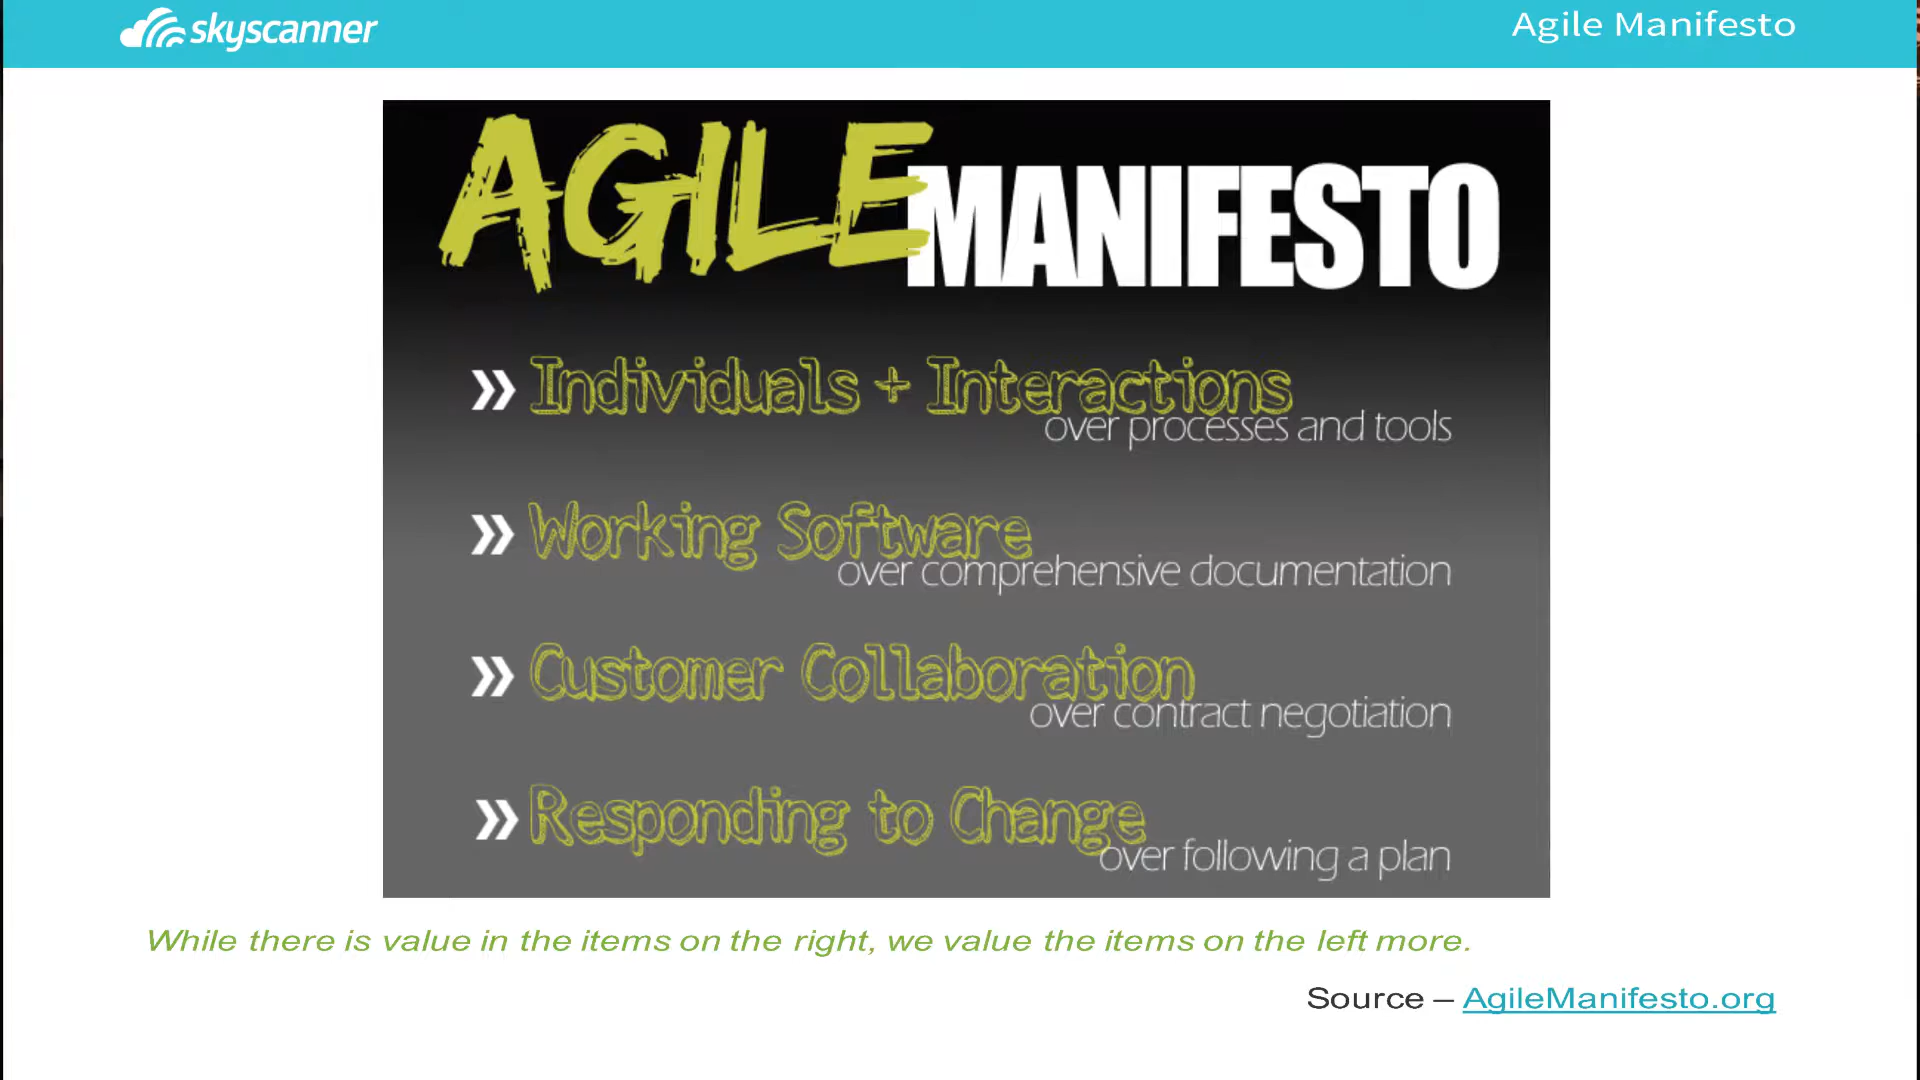 skyscanner
Agile Manifesto
AGILE MANIFESTO
» Individuals + Interactions
over processes and tools
» Working Software
over comprehensive documentation
» Customer Collaboration
over contract negotiation
» Responding to Change
over following a plan
While there is value in the items on the right, we value the items on the left more.
Source – AgileManifesto.org